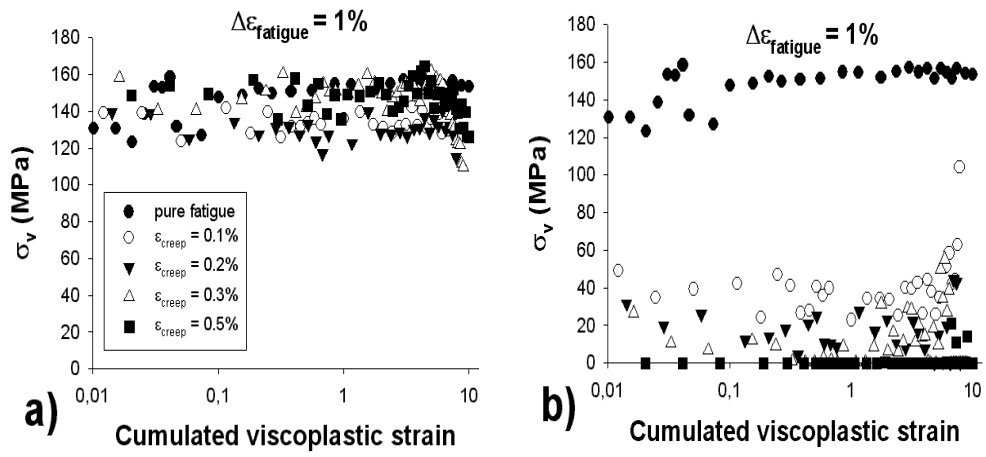 Δεfatigue = 1%
180
160
140
120
100
80
60
40
20
0
σv (MPa)
pure fatigue
εcreep = 0.1%
εcreep = 0.2%
εcreep = 0.3%
εcreep = 0.5%
0,01
0,1
1
10
a)
Cumulated viscoplastic strain
Δεfatigue = 1%
180
160
140
120
100
80
60
40
20
0
σv (MPa)
0,01
0,1
1
10
b)
Cumulated viscoplastic strain